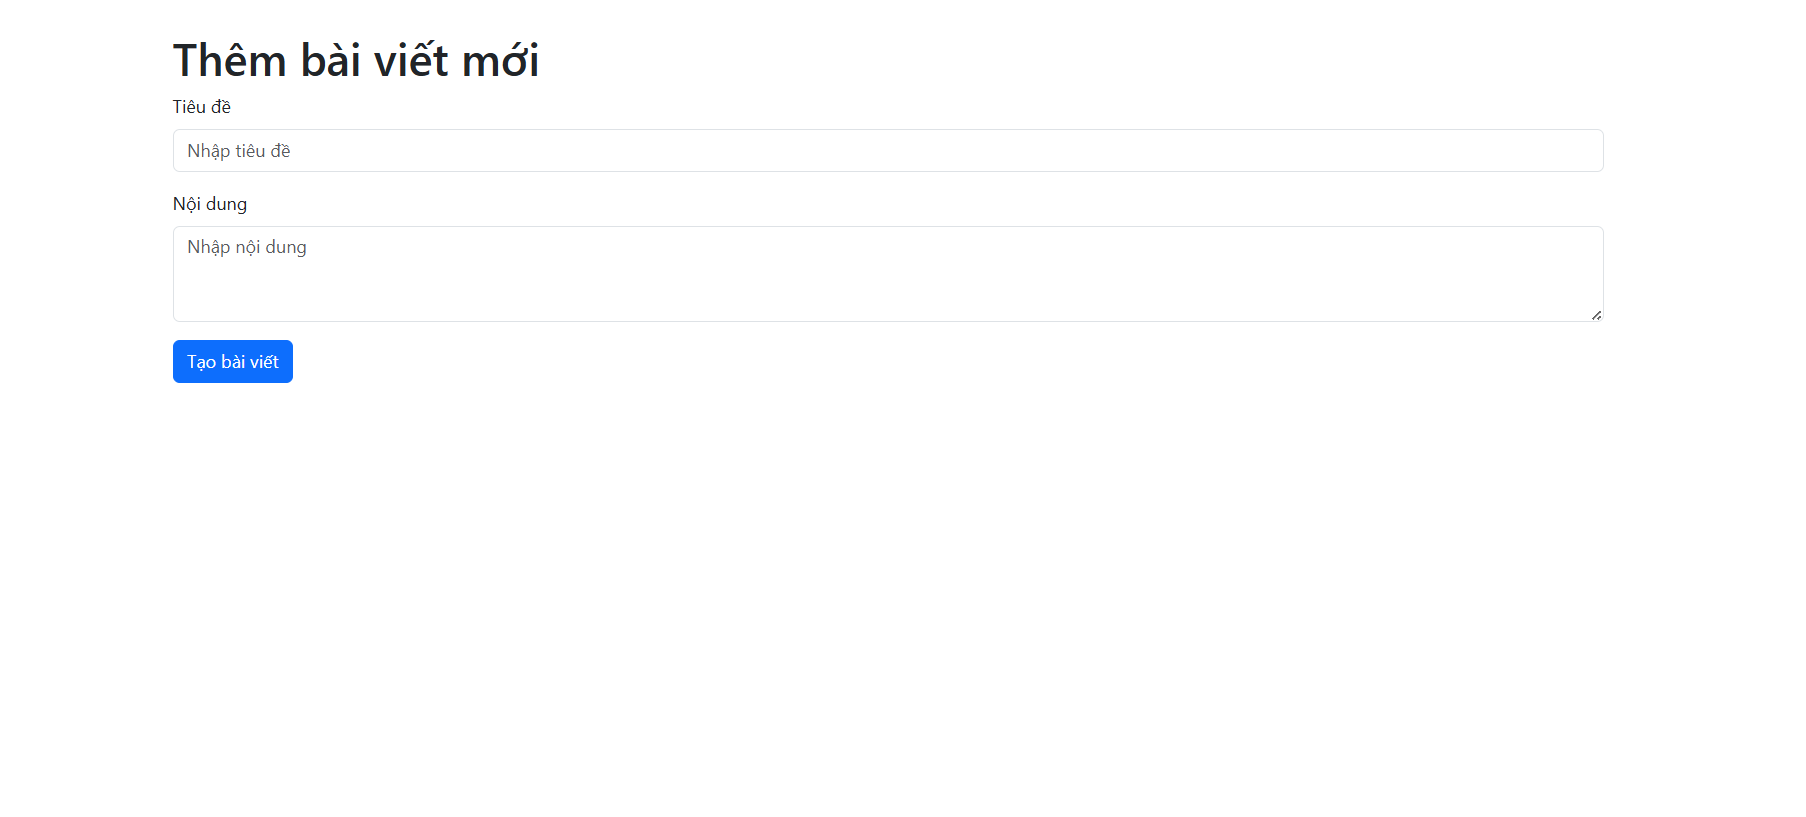 Thêm bài viết mới
Tiêu đề
Nhập tiêu đề
Nội dung
Nhập nội dung
Tạo bài viết